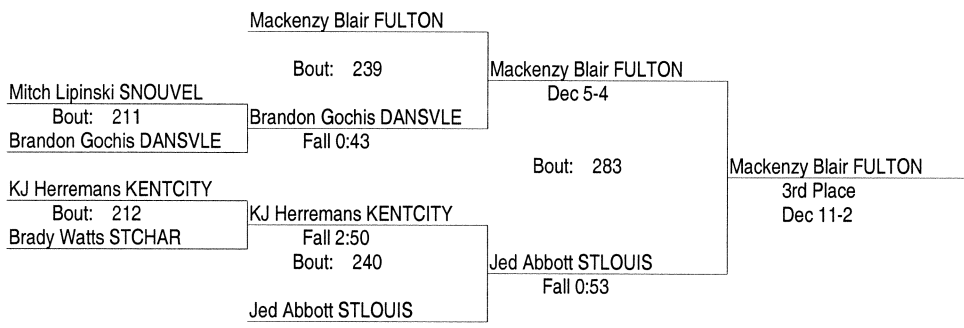 Mackenzy Blair FULTON
Bout: 239
Mackenzy Blair FULTON
Dec 5-4
Mitch Lipinski SNOUVEL
Bout: 211
Brandon Gochis DANSVLE
Brandon Gochis DANSVLE
Fall 0:43
Bout: 283
Mackenzy Blair FULTON
3rd Place
Dec 11-2
KJ Herremans KENTCITY
Bout: 212
Brady Watts STCHAR
KJ Herremans KENTCITY
Fall 2:50
Bout: 240
Jed Abbott STLOUIS
Fall 0:53
Jed Abbott STLOUIS